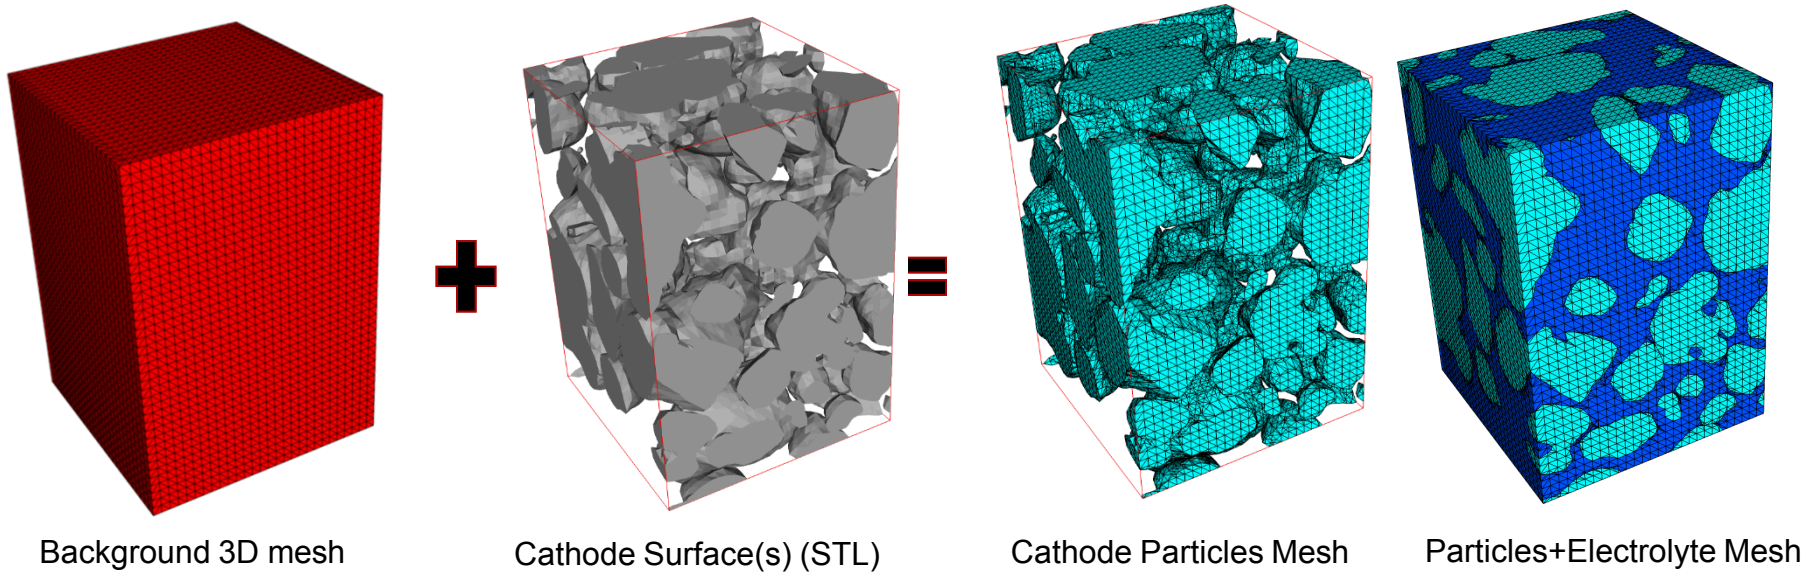 Background 3D mesh
Cathode Surface(s) (STL)
Cathode Particles Mesh
Particles+Electrolyte Mesh